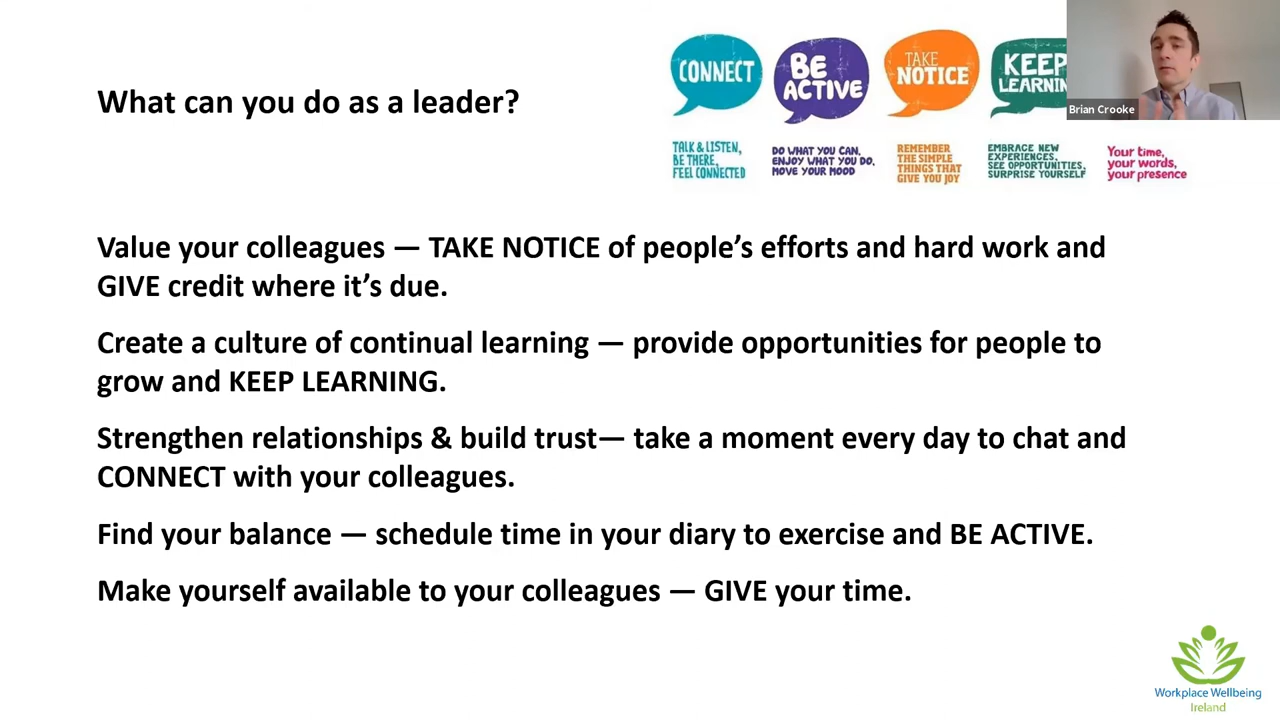 What can you do as a leader?
CONNECT
BE
ACTIVE
TAKE
NOTICE
KEEP
LEARNIN
Brian Crooke
TALK & LISTEN,
BE THERE,
FEEL CONNECTED
DO WHAT YOU CAN,
ENJOY WHAT YOU DO,
MOVE YOUR MOOD
REMEMBER
THE SIMPLE
THINGS THAT
GIVE YOU JOY
EMBRACE NEW
EXPERIENCES,
SEE OPPORTUNITIES,
SURPRISE YOURSELF
Your time,
your words,
your presence
Value your colleagues — TAKE NOTICE of people’s efforts and hard work and
GIVE credit where it’s due.
Create a culture of continual learning — provide opportunities for people to
grow and KEEP LEARNING.
Strengthen relationships & build trust— take a moment every day to chat and
CONNECT with your colleagues.
Find your balance — schedule time in your diary to exercise and BE ACTIVE.
Make yourself available to your colleagues — GIVE your time.
Workplace Wellbeing
Ireland